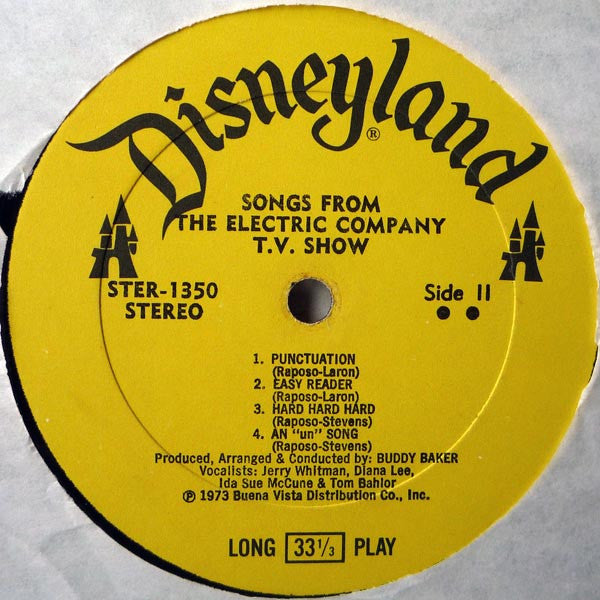 Disneyland
®
SONGS FROM
THE ELECTRIC COMPANY
T.V. SHOW
STER-1350
STEREO
Side II
1. PUNCTUATION
(Raposo-Laron)
2. EASY READER
(Raposo-Laron)
3. HARD HARD HARD
(Raposo-Stevens)
4. AN "un" SONG
(Raposo-Stevens)
Produced, Arranged & Conducted by: BUDDY BAKER
Vocalists: Jerry Whitman, Diana Lee,
Ida Sue McCune & Tom Bahlor
℗ 1973 Buena Vista Distribution Co., Inc.
LONG 33 1/3 PLAY